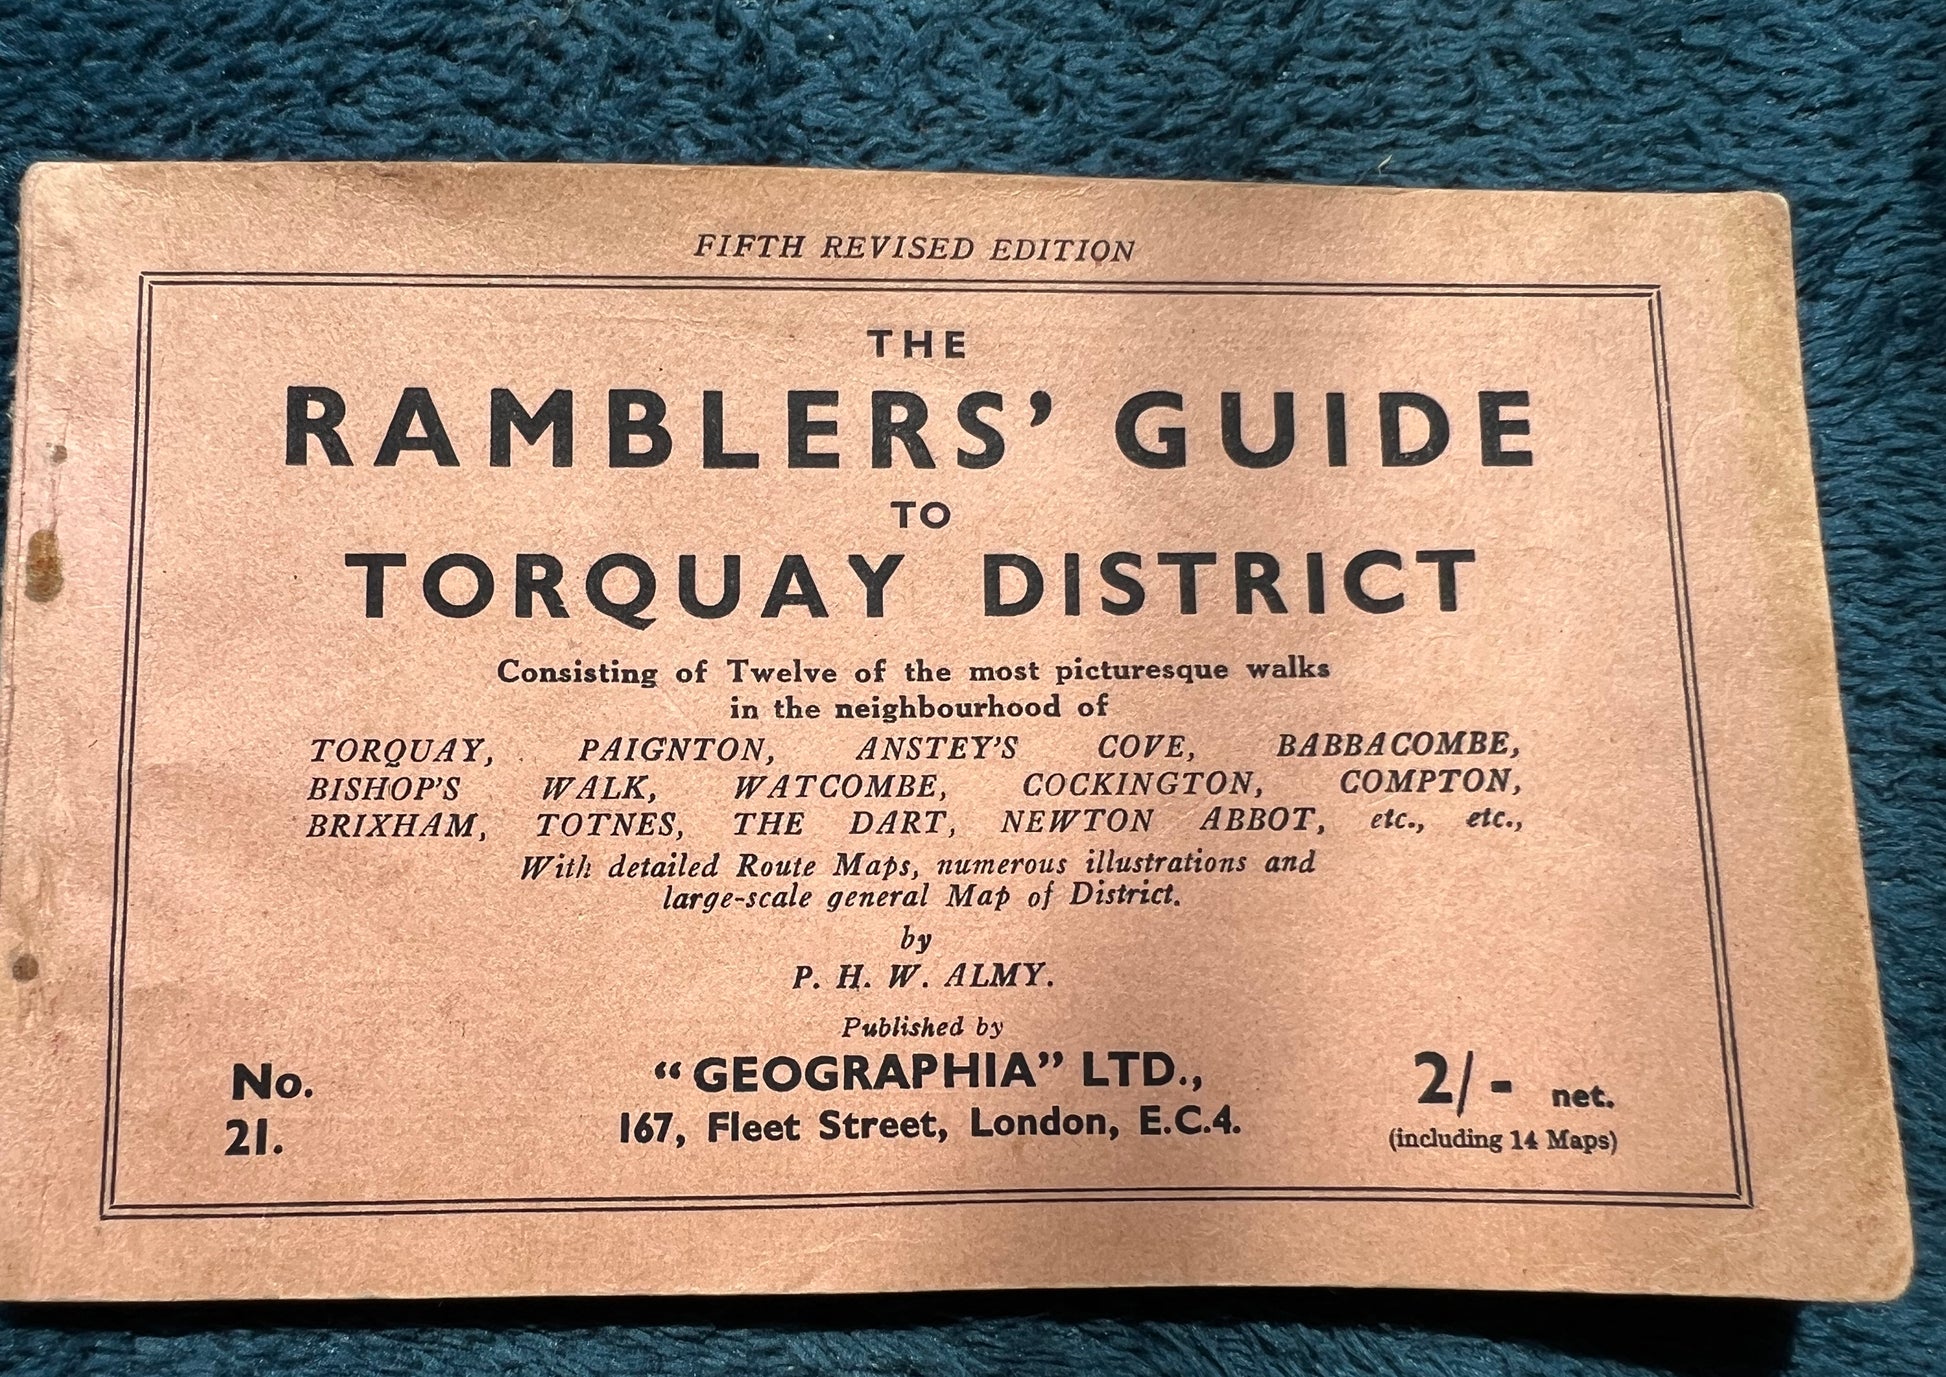 FIFTH REVISED EDITION
THE
RAMBLERS’ GUIDE
TO
TORQUAY DISTRICT
Consisting of Twelve of the most picturesque walks
in the neighbourhood of
TORQUAY, PAIGNTON, ANSTEY'S COVE, BABBACOMBE,
BISHOP'S WALK, WATCOMBE, COCKINGTON, COMPTON,
BRIXHAM, TOTNES, THE DART, NEWTON ABBOT, etc., etc.,
With detailed Route Maps, numerous illustrations and
large-scale general Map of District.
by
P. H. W. ALMY.
Published by
“GEOGRAPHIA” LTD.,
167, Fleet Street, London, E.C.4.
No.
21.
2/- net.
(including 14 Maps)